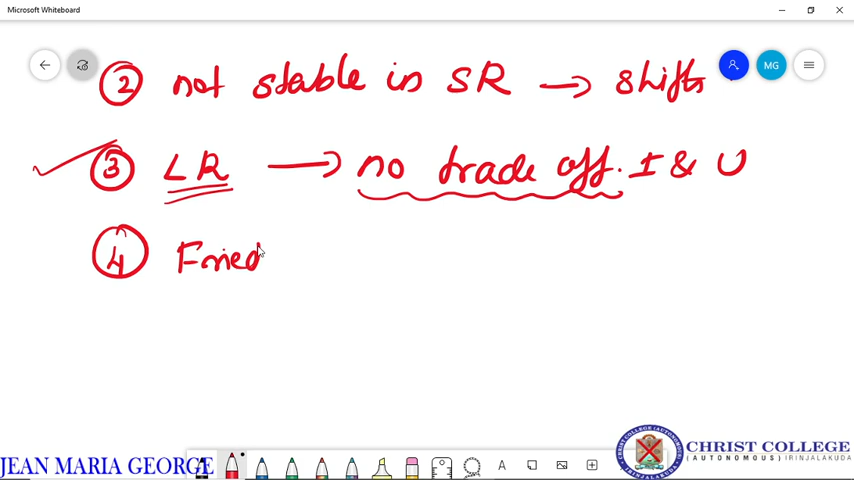 Microsoft Whiteboard
② not stable in SR → shifts
MG
③ LR → no trade off. I & U
④ Fried
A
JEAN MARIA GEORGE
CHRIST COLLEGE
(AUTONOMOUS) IRINJALAKUDA